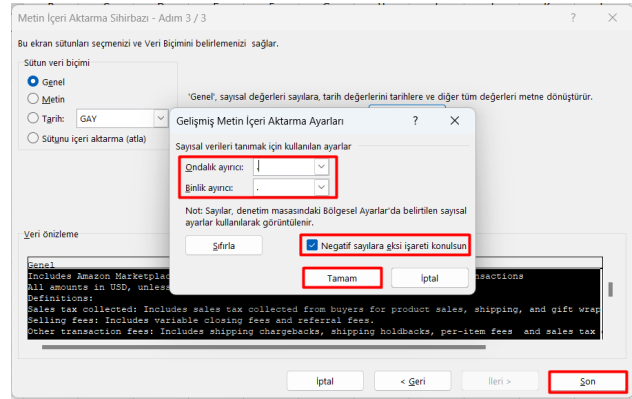 Metin İçeri Aktarma Sihirbazı - Adım 3 / 3
Bu ekran sütunları seçmenizi ve Veri Biçimini belirlemenizi sağlar.
Sütun veri biçimi
Genel
Metin
Tarih: GAY
Sütunu içeri aktarma (atla)
'Genel', sayısal değerleri sayılara, tarih değerlerini tarihlere ve diğer tüm değerleri metne dönüştürür.
Gelişmiş Metin İçeri Aktarma Ayarları
Sayısal verileri tanımak için kullanılan ayarlar
Ondalık ayırıcı: .
Binlik ayırıcı: .
Not: Sayılar, denetim masasındaki Bölgesel Ayarlar'da belirtilen sayısal
ayarlar kullanılarak görüntülenir.
Sıfırla
Negatif sayılara eksi işareti konulsun
Tamam
İptal
Veri önizleme
Genel
Includes Amazon Marketplac nsactions
All amounts in USD, unless
Definitions:
Sales tax collected: Includes sales tax collected from buyers for product sales, shipping, and gift wrap
Selling fees: Includes variable closing fees and referral fees.
Other transaction fees: Includes shipping chargebacks, shipping holdbacks, per-item fees and sales tax
İptal
< Geri
İleri >
Son